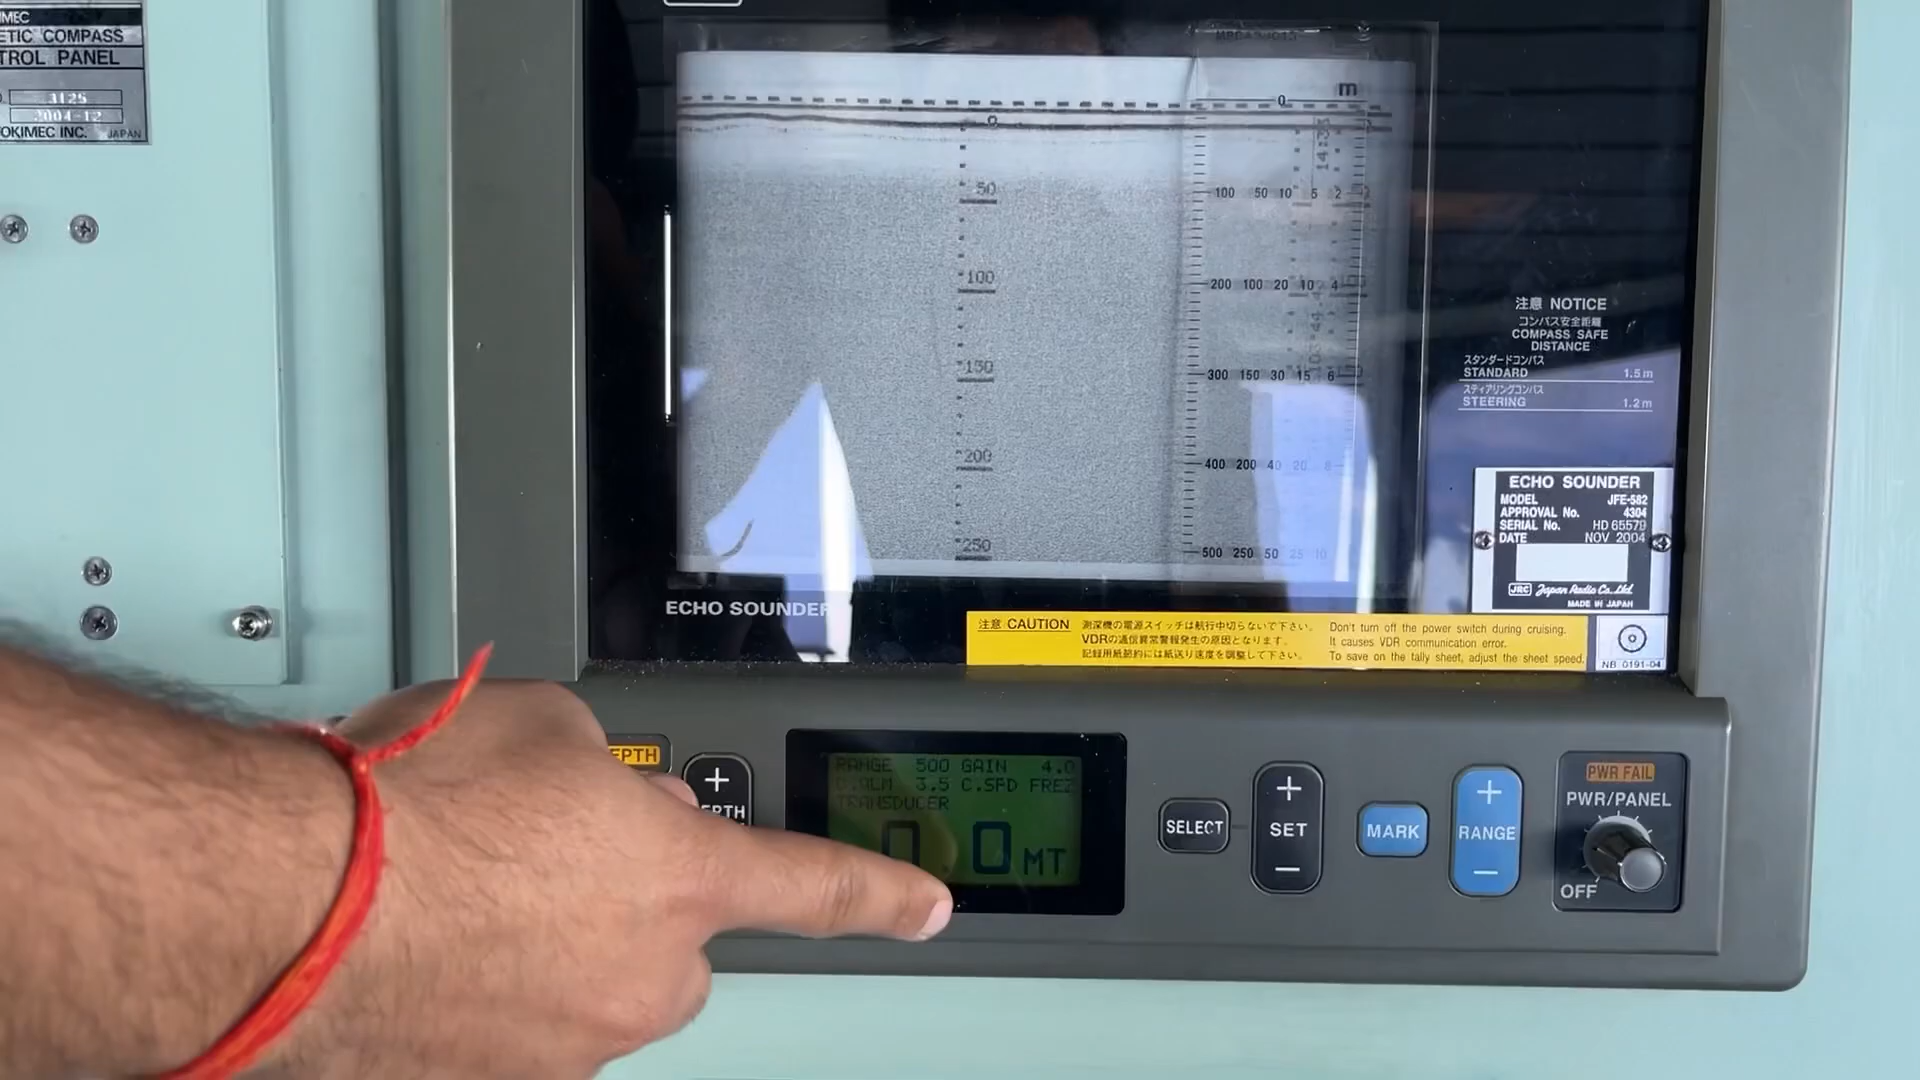 ETIC COMPASS
TROL PANEL
3125
2004-12
OKIMEC INC. JAPAN
m
0
0
14:33
50
100 50 10 5 2
100
200 100 20 10 4
150
300 150 30 15 6
200
400 200 40 20 8
250
500 250 50 25 10
注意 NOTICE
コンパス安全距離
COMPASS SAFE
DISTANCE
スタンダードコンパス
STANDARD 1.5 m
ステアリングコンパス
STEERING 1.2 m
ECHO SOUNDER
MODEL JFE-582
APPROVAL No. 4304
SERIAL No. HD 65579
DATE NOV 2004
JRC Japan Radio Co., Ltd.
MADE IN JAPAN
ECHO SOUNDER
注意 CAUTION
測深機の電源スイッチは航行中切らないで下さい。
VDRの通信異常警報発生の原因となります。
記録用紙節約には紙送り速度を調整して下さい。
Don't turn off the power switch during cruising.
It causes VDR communication error.
To save on the tally sheet, adjust the sheet speed.
NB 0191-04
EPTH
+
EPTH
RANGE 500 GAIN 4.0
D.ALM 3.5 C.SPD FREZ
TRANSDUCER
0.0 MT
SELECT
+
SET
−
MARK
+
RANGE
−
PWR FAIL
PWR/PANEL
OFF